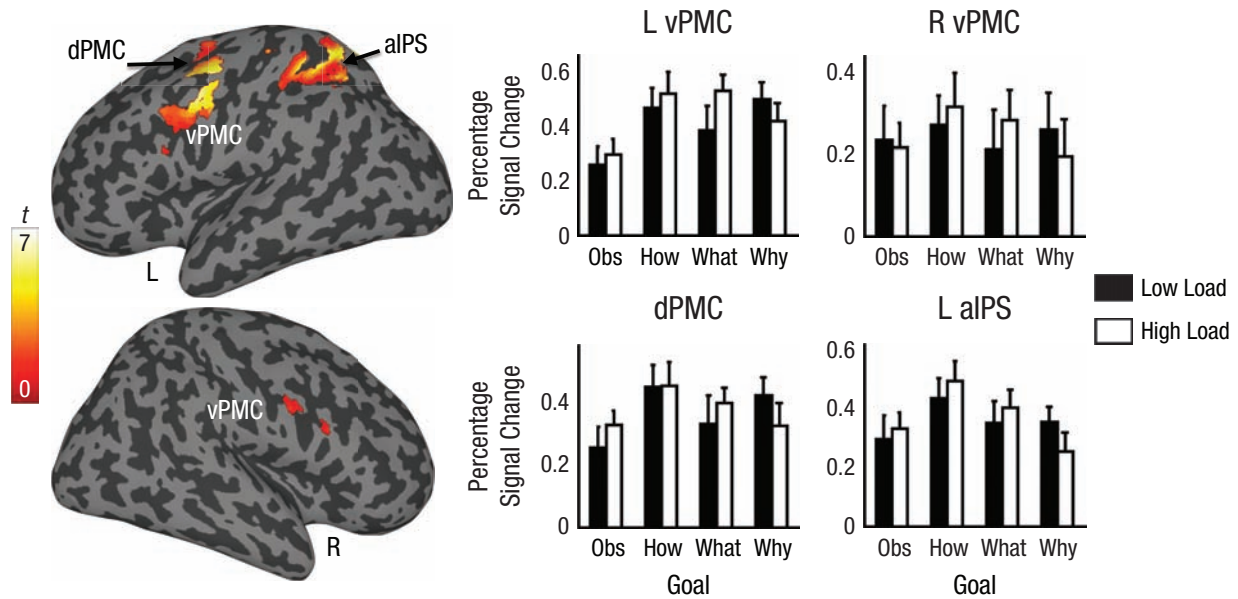 dPMC
aIPS
vPMC
L
t
7
0
vPMC
R
L vPMC
Percentage
Signal Change
0.6
0.4
0.2
0
Obs How What Why
R vPMC
0.4
0.2
0
Obs How What Why
dPMC
Percentage
Signal Change
0.4
0.2
0
Obs How What Why
Goal
L aIPS
0.6
0.4
0.2
0
Obs How What Why
Goal
Low Load
High Load